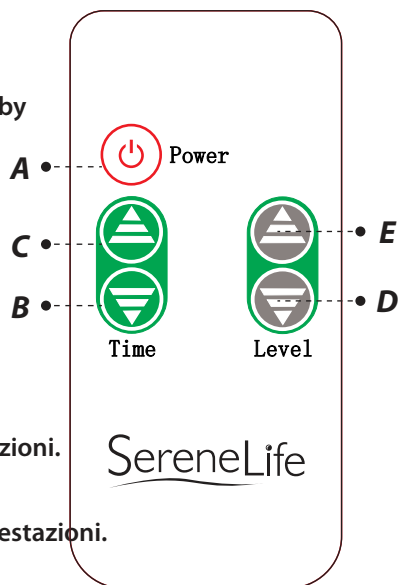 by
A
Power
C
E
B
D
Time
Level
zioni.
SereneLife
estazioni.